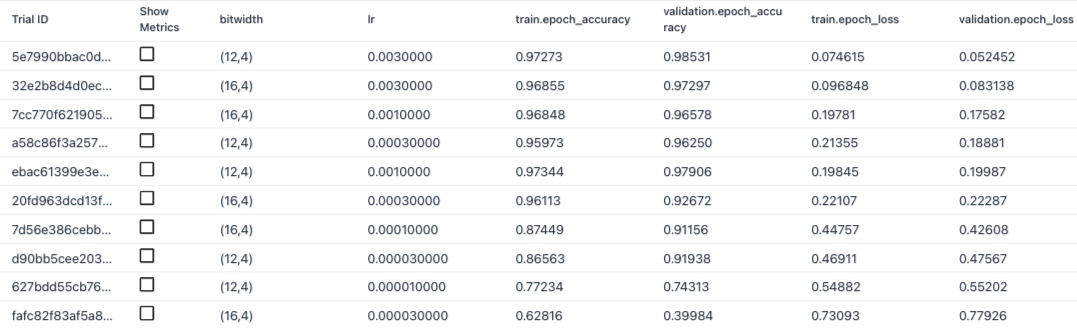 Trial ID Show Metrics bitwidth lr train.epoch_accuracy validation.epoch_accuracy train.epoch_loss validation.epoch_loss
5e7990bbac0d... (12,4) 0.0030000 0.97273 0.98531 0.074615 0.052452
32e2b8d4d0ec... (16,4) 0.0030000 0.96855 0.97297 0.096848 0.083138
7cc770f621905... (16,4) 0.0010000 0.96848 0.96578 0.19781 0.17582
a58c86f3a257... (12,4) 0.00030000 0.95973 0.96250 0.21355 0.18881
ebac61399e3e... (12,4) 0.0010000 0.97344 0.97906 0.19845 0.19987
20fd963dcd13f... (16,4) 0.00030000 0.96113 0.92672 0.22107 0.22287
7d56e386cebb... (16,4) 0.00010000 0.87449 0.91156 0.44757 0.42608
d90bb5cee203... (12,4) 0.000030000 0.86563 0.91938 0.46911 0.47567
627bdd55cb76... (12,4) 0.000010000 0.77234 0.74313 0.54882 0.55202
fafc82f83af5a8... (16,4) 0.000030000 0.62816 0.39984 0.73093 0.77926